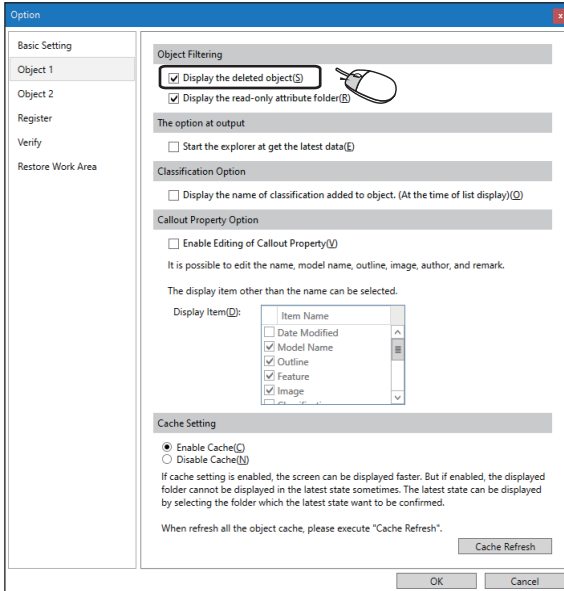 Option
x
Basic Setting
Object 1
Object 2
Register
Verify
Restore Work Area
Object Filtering
Display the deleted object(S)
Display the read-only attribute folder(R)
The option at output
Start the explorer at get the latest data(E)
Classification Option
Display the name of classification added to object. (At the time of list display)(O)
Callout Property Option
Enable Editing of Callout Property(V)
It is possible to edit the name, model name, outline, image, author, and remark.
The display item other than the name can be selected.
Display Item(D):
Item Name
Date Modified
Model Name
Outline
Feature
Image
Cache Setting
Enable Cache(C)
Disable Cache(N)
If cache setting is enabled, the screen can be displayed faster. But if enabled, the displayed
folder cannot be displayed in the latest state sometimes. The latest state can be displayed
by selecting the folder which the latest state want to be confirmed.
When refresh all the object cache, please execute "Cache Refresh".
Cache Refresh
OK
Cancel